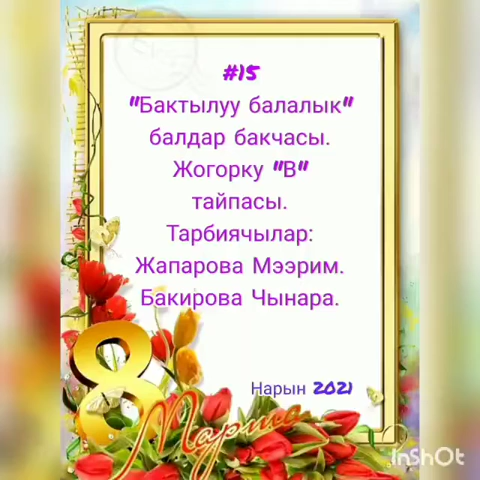 #15
"Бактылуу балалык"
балдар бакчасы.
Жогорку "В"
тайпасы.
Тарбиячылар:
Жапарова Мээрим.
Бакирова Чынара.
Нарын 2021
8
Марта
InShOt